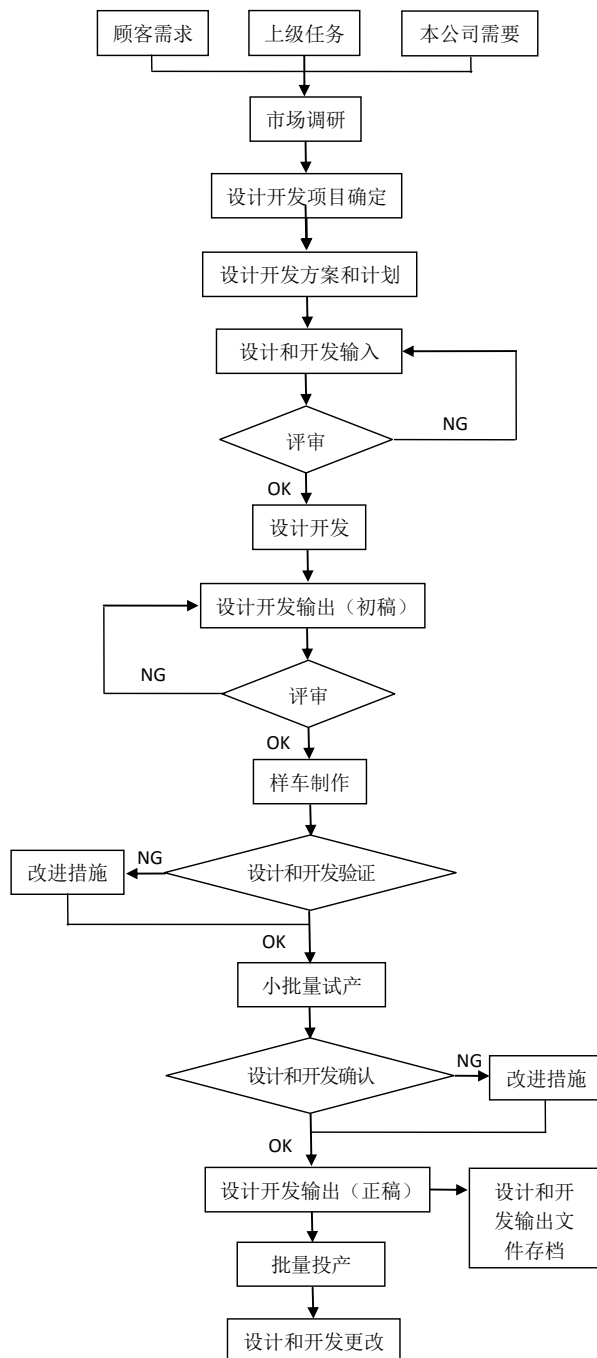 顾客需求
上级任务
本公司需要
市场调研
设计开发项目确定
设计开发方案和计划
设计和开发输入
评审
NG
OK
设计开发
设计开发输出（初稿）
NG
评审
OK
样车制作
改进措施
NG
设计和开发验证
OK
小批量试产
设计和开发确认
NG
改进措施
OK
设计开发输出（正稿）
设计和开
发输出文
件存档
批量投产
设计和开发更改